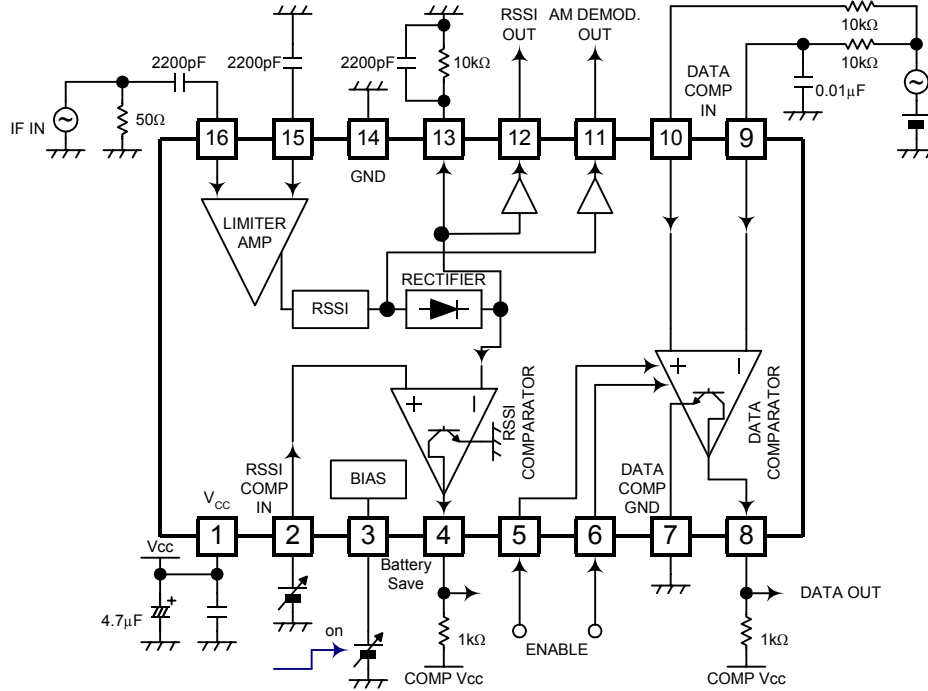 RSSI OUT
AM DEMOD. OUT
10kΩ
10kΩ
0.01μF
DATA COMP IN
2200pF
2200pF
2200pF
10kΩ
IF IN
50Ω
16
15
14
13
12
11
10
9
GND
LIMITER AMP
RSSI
RECTIFIER
+
−
RSSI COMPARATOR
+
−
DATA COMPARATOR
BIAS
RSSI COMP IN
DATA COMP GND
VCC
1
2
3
4
5
6
7
8
Vcc
+
4.7μF
on
Battery Save
1kΩ
COMP Vcc
ENABLE
DATA OUT
1kΩ
COMP Vcc